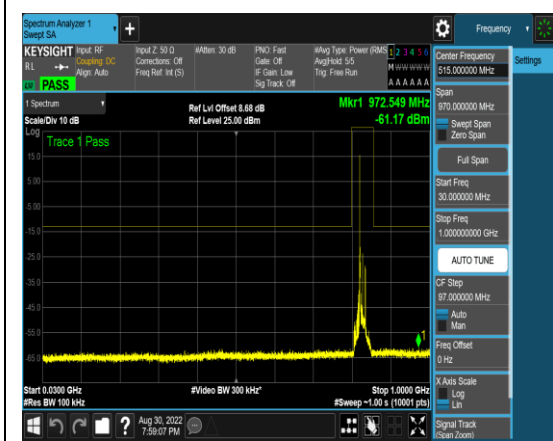 Spectrum Analyzer 1
Swept SA
+
Frequency
KEYSIGHT
Input: RF
Input Z: 50 Ω
#Atten: 30 dB
PNO: Fast
#Avg Type: Power (RMS
1 2 3 4 5 6
RL
Coupling: DC
Corrections: Off
Gate: Off
Avg|Hold: 5/5
M W W W W W
Align: Auto
Freq Ref: Int (S)
IF Gain: Low
Trig: Free Run
Sig Track: Off
A A A A A A
PASS
Center Frequency
515.000000 MHz
Settings
Span
970.000000 MHz
Swept Span
Zero Span
Full Span
Start Freq
30.000000 MHz
Stop Freq
1.000000000 GHz
AUTO TUNE
CF Step
97.000000 MHz
Auto
Man
Freq Offset
0 Hz
X Axis Scale
Log
Lin
Signal Track
(Span Zoom)
1 Spectrum
Ref Lvl Offset 8.68 dB
Mkr1 972.549 MHz
Scale/Div 10 dB
Ref Level 25.00 dBm
-61.17 dBm
Log
Trace 1 Pass
15.0
5.00
-5.00
-15.0
-25.0
-35.0
-45.0
-55.0
-65.0
1
Start 0.0300 GHz
#Video BW 300 kHz*
Stop 1.0000 GHz
#Res BW 100 kHz
#Sweep ~1.00 s (10001 pts)
?
Aug 30, 2022
7:59:07 PM